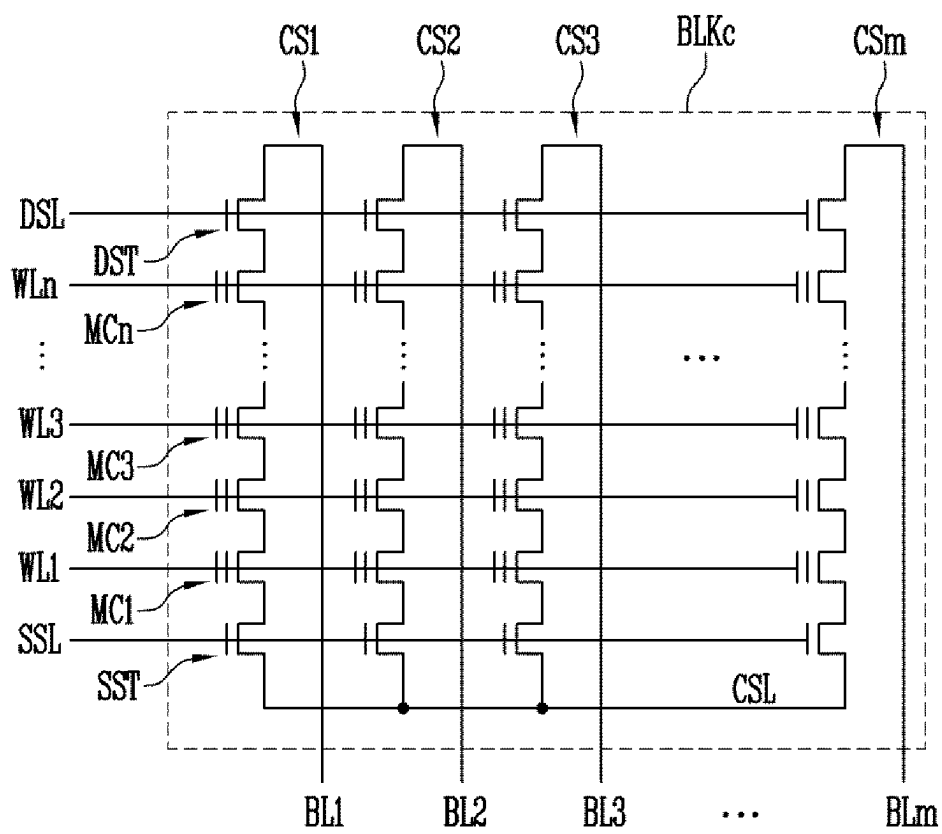 CS1 CS2 CS3 BLKc CSm
DSL
DST
WLn
MCn
⋮ ⋮ ⋮ ⋮ ... ⋮
WL3
MC3
WL2
MC2
WL1
MC1
SSL
SST
CSL
BL1 BL2 BL3 ... BLm